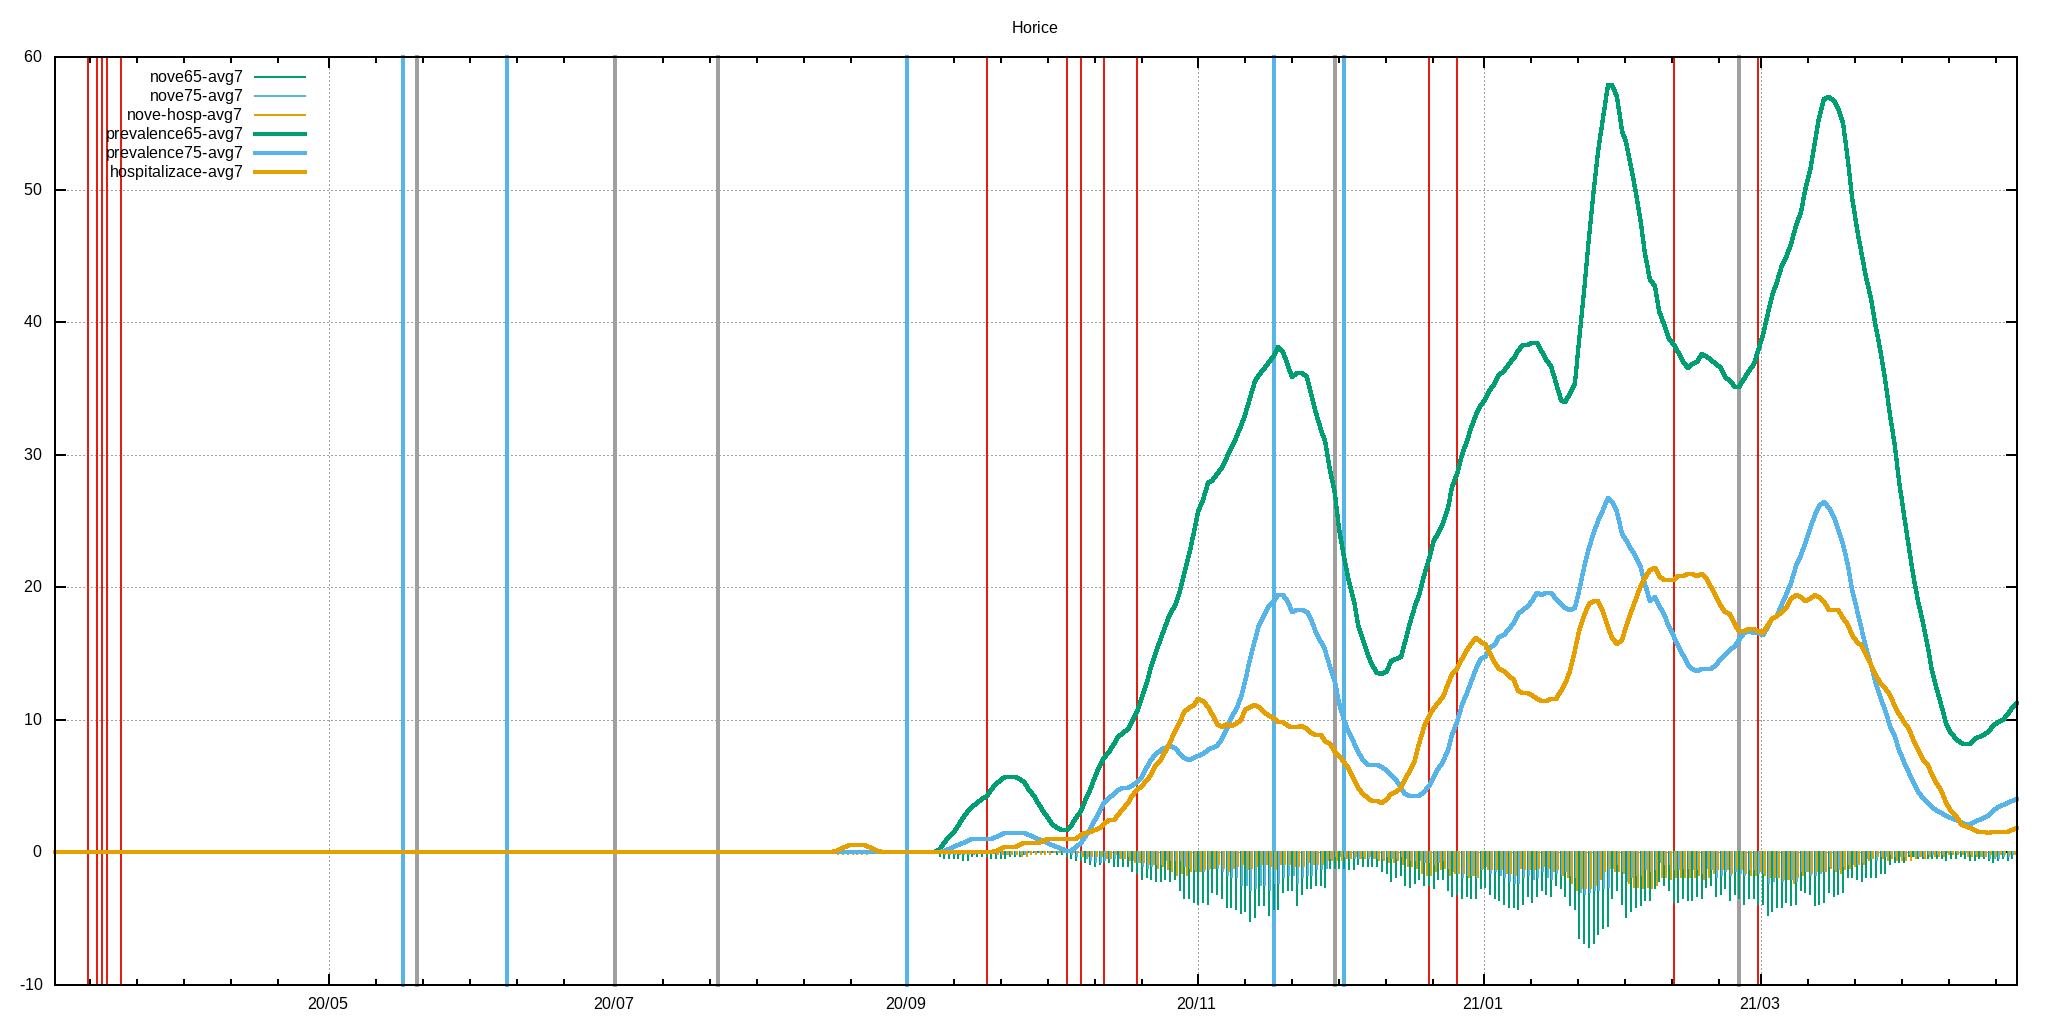 Horice
60
nove65-avg7
nove75-avg7
nove-hosp-avg7
prevalence65-avg7
prevalence75-avg7
hospitalizace-avg7
50
40
30
20
10
0
-10
20/05 20/07 20/09 20/11 21/01 21/03